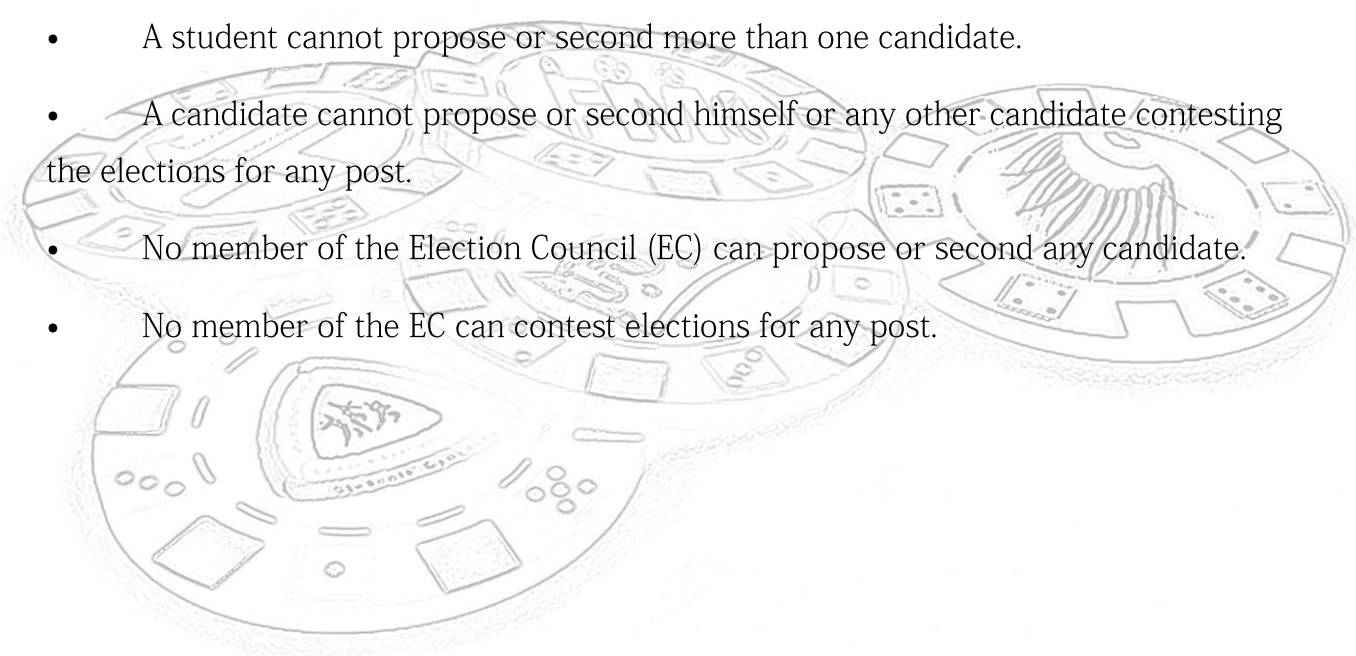 • A student cannot propose or second more than one candidate.
• A candidate cannot propose or second himself or any other candidate contesting
the elections for any post.
• No member of the Election Council (EC) can propose or second any candidate.
• No member of the EC can contest elections for any post.